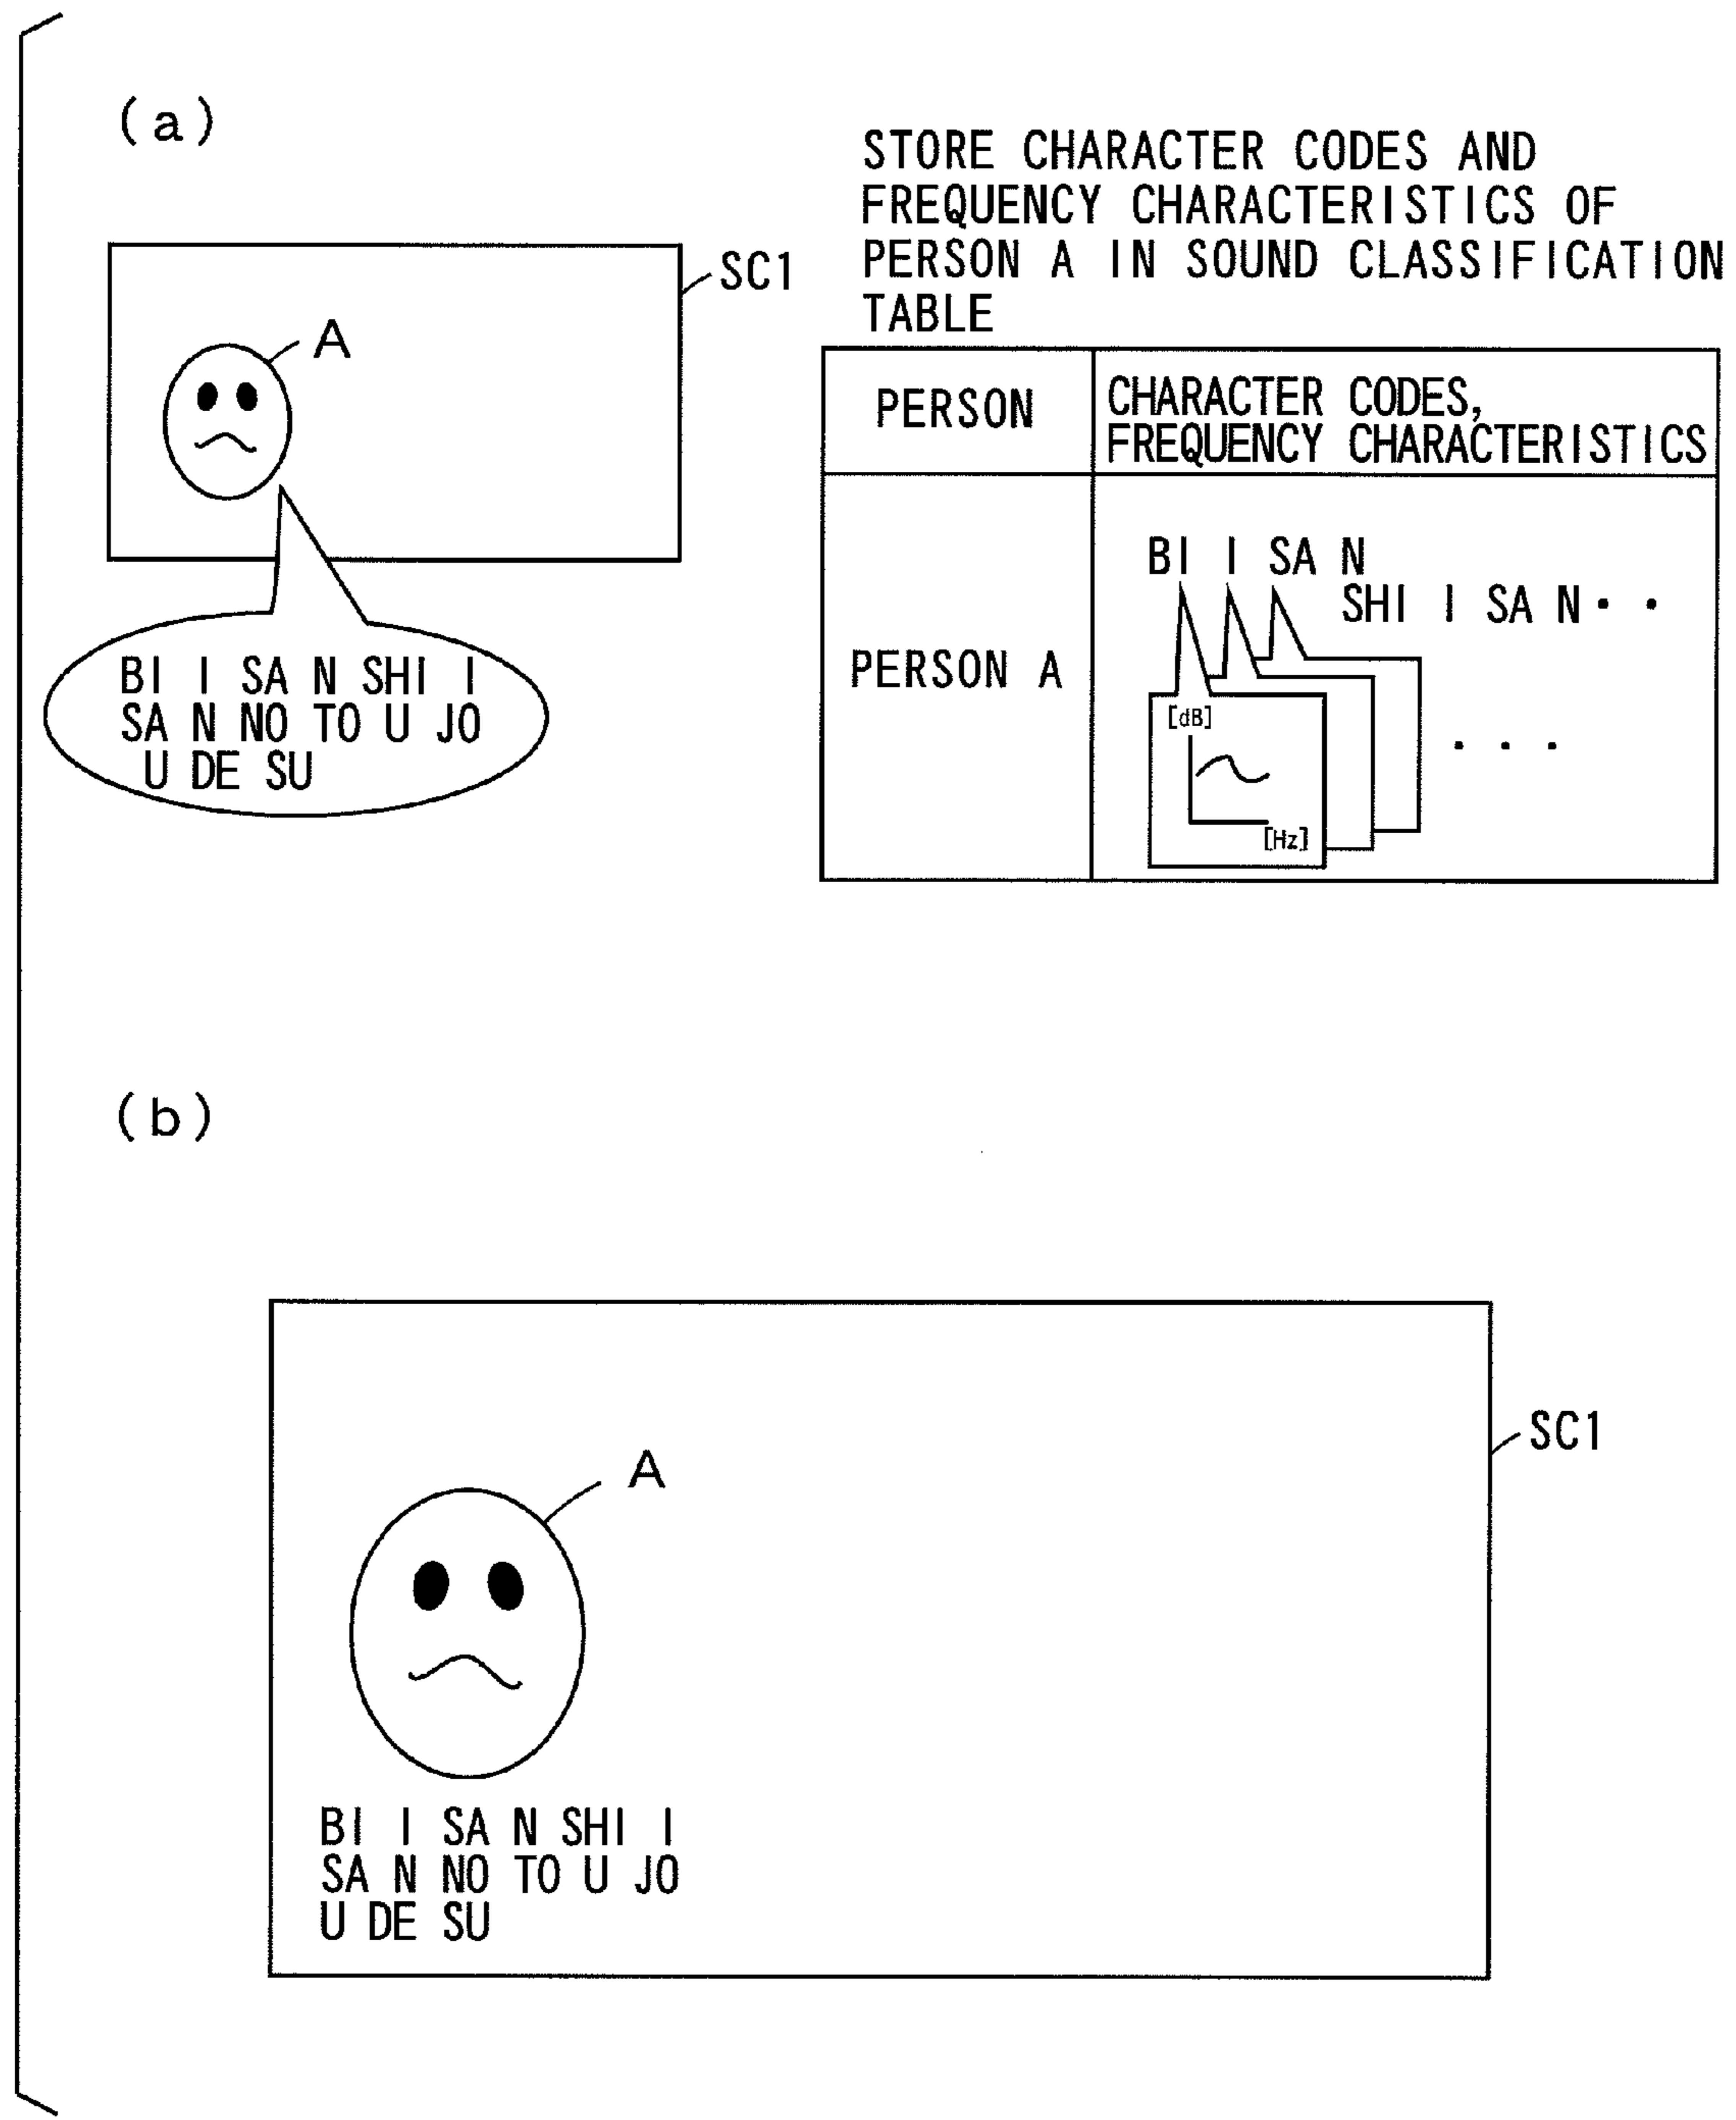 (a)
STORE CHARACTER CODES AND
FREQUENCY CHARACTERISTICS OF
PERSON A IN SOUND CLASSIFICATION
TABLE
SC1
A
BI I SA N SHI I
SA N NO TO U JO
U DE SU
PERSON
CHARACTER CODES,
FREQUENCY CHARACTERISTICS
PERSON A
BI I SA N
SHI I SA N・・
[dB]
[Hz]
・・・
(b)
SC1
A
BI I SA N SHI I
SA N NO TO U JO
U DE SU